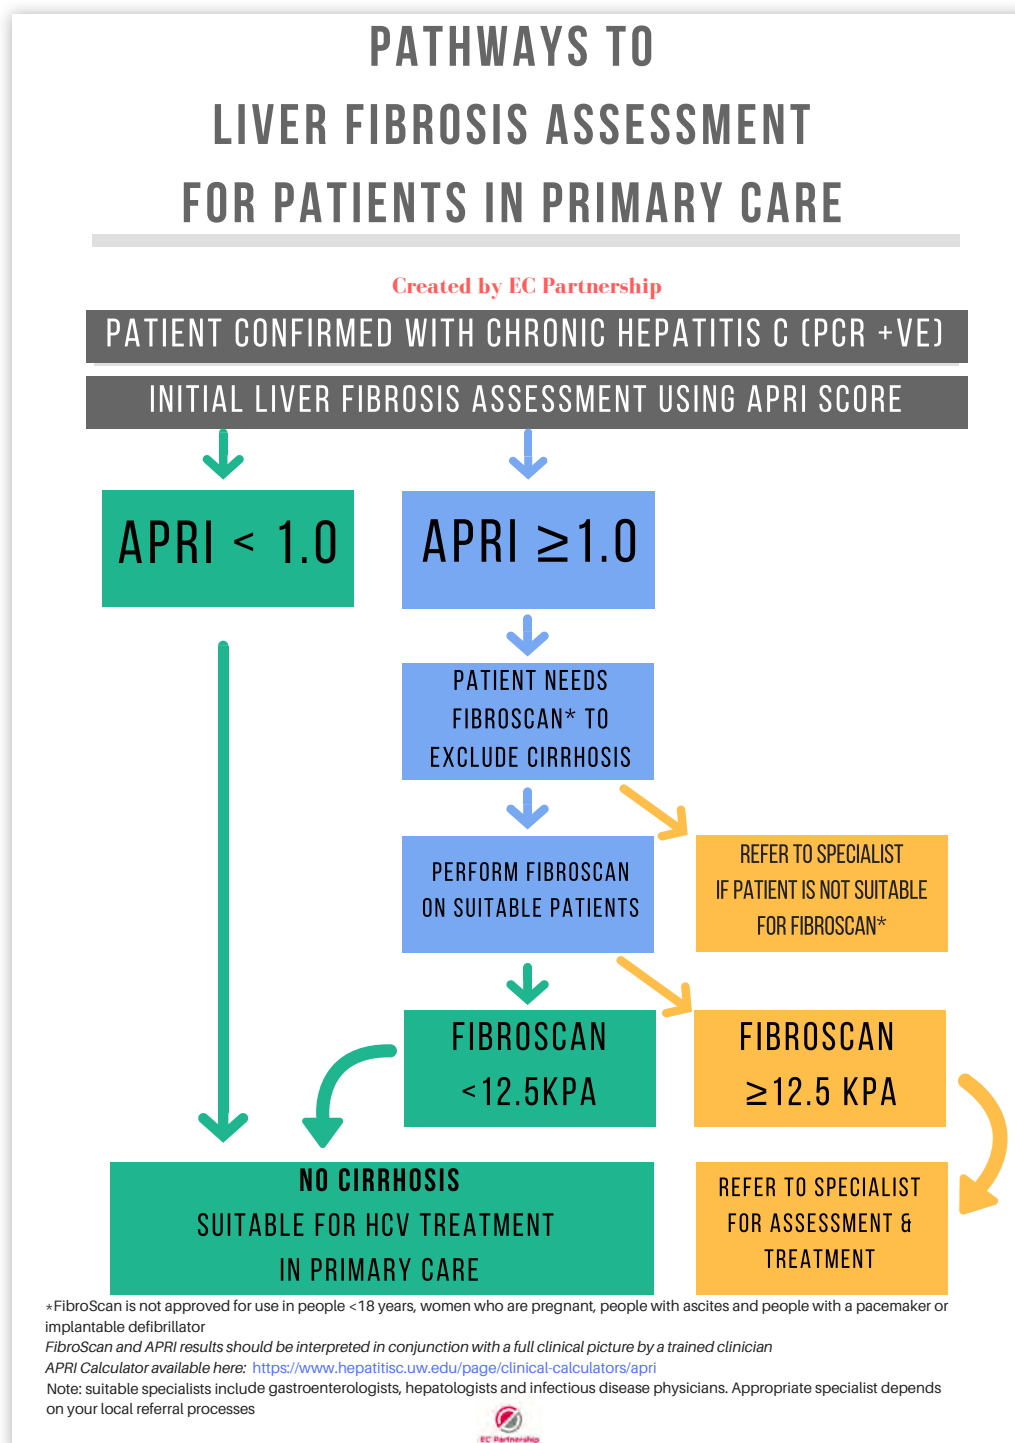 PATHWAYS TO
LIVER FIBROSIS ASSESSMENT
FOR PATIENTS IN PRIMARY CARE
Created by EC Partnership
PATIENT CONFIRMED WITH CHRONIC HEPATITIS C (PCR +VE)
INITIAL LIVER FIBROSIS ASSESSMENT USING APRI SCORE
APRI < 1.0
APRI ≥1.0
PATIENT NEEDS
FIBROSCAN* TO
EXCLUDE CIRRHOSIS
PERFORM FIBROSCAN
ON SUITABLE PATIENTS
REFER TO SPECIALIST
IF PATIENT IS NOT SUITABLE
FOR FIBROSCAN*
FIBROSCAN
<12.5KPA
FIBROSCAN
≥12.5 KPA
NO CIRRHOSIS
SUITABLE FOR HCV TREATMENT
IN PRIMARY CARE
REFER TO SPECIALIST
FOR ASSESSMENT &
TREATMENT
*FibroScan is not approved for use in people <18 years, women who are pregnant, people with ascites and people with a pacemaker or
implantable defibrillator
FibroScan and APRI results should be interpreted in conjunction with a full clinical picture by a trained clinician
APRI Calculator available here: https://www.hepatitisc.uw.edu/page/clinical-calculators/apri
Note: suitable specialists include gastroenterologists, hepatologists and infectious disease physicians. Appropriate specialist depends
on your local referral processes
EC Partnership